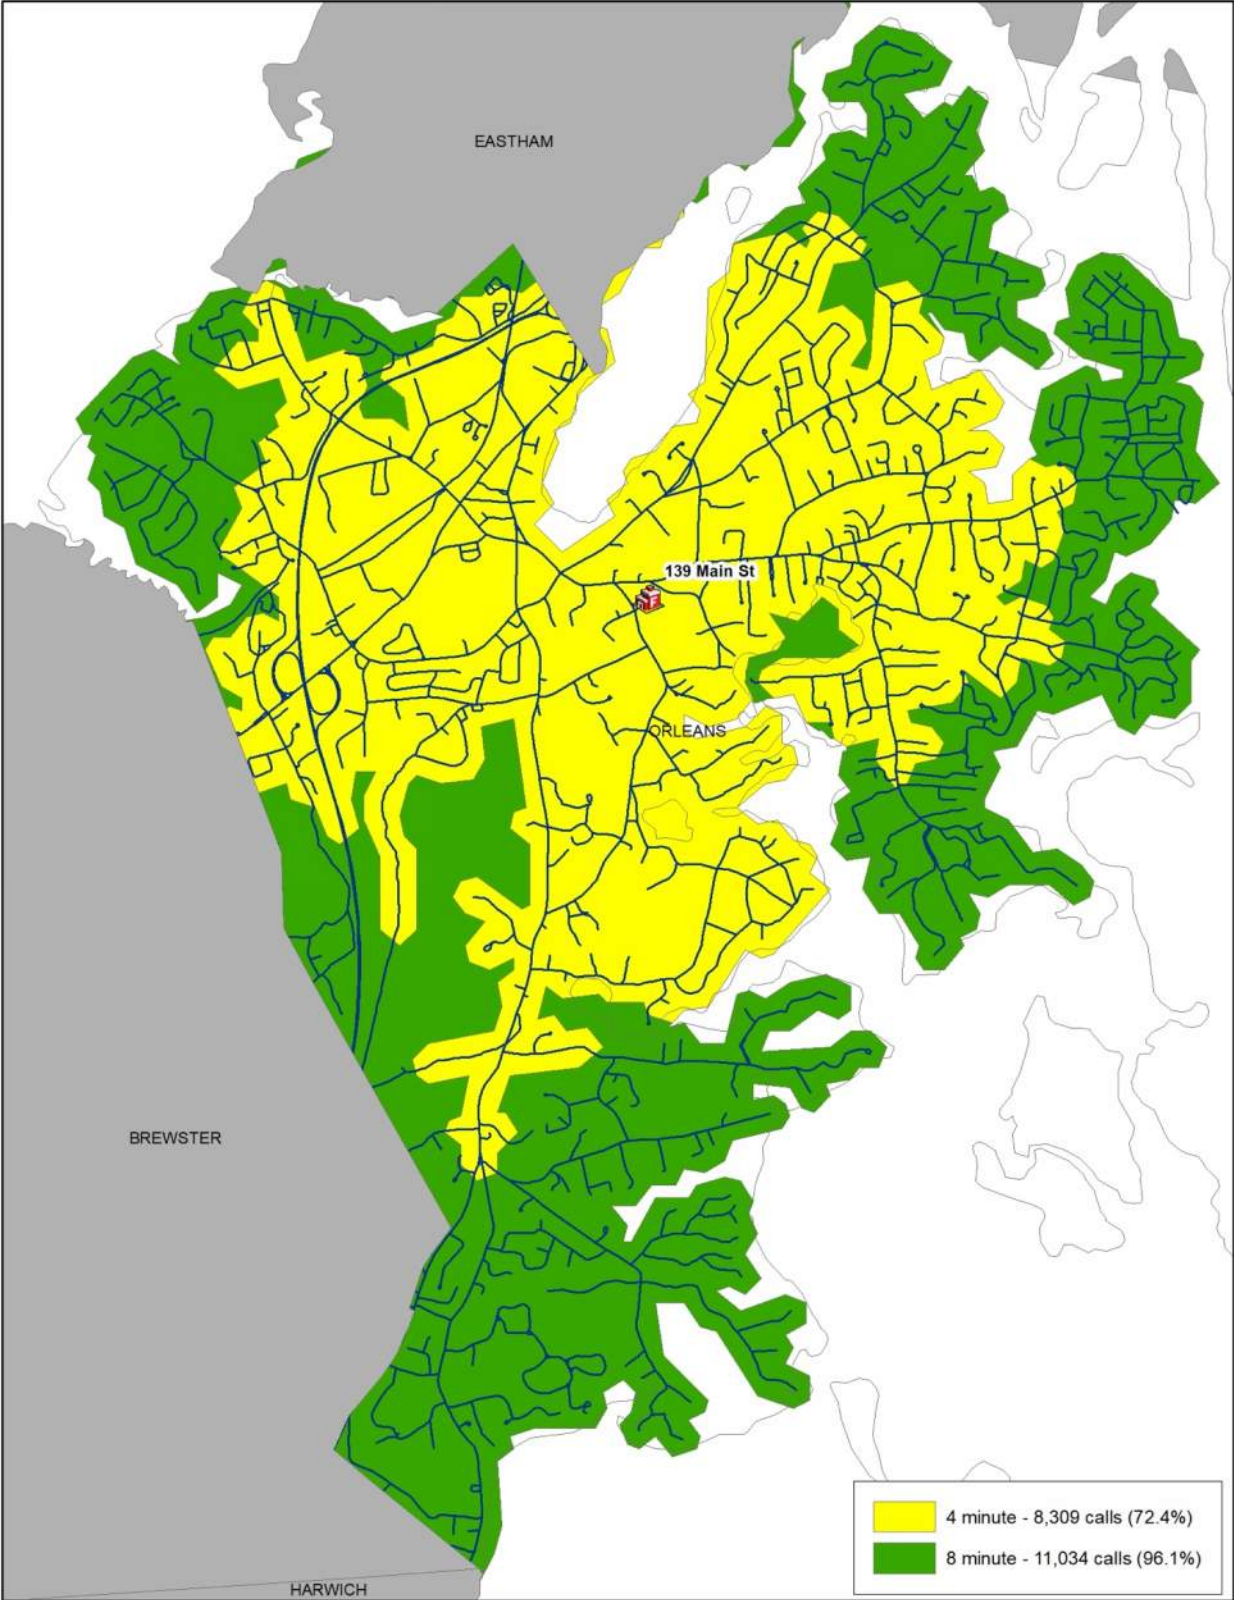 EASTHAM
139 Main St
ORLEANS
BREWSTER
4 minute - 8,309 calls (72.4%)
8 minute - 11,034 calls (96.1%)
HARWICH